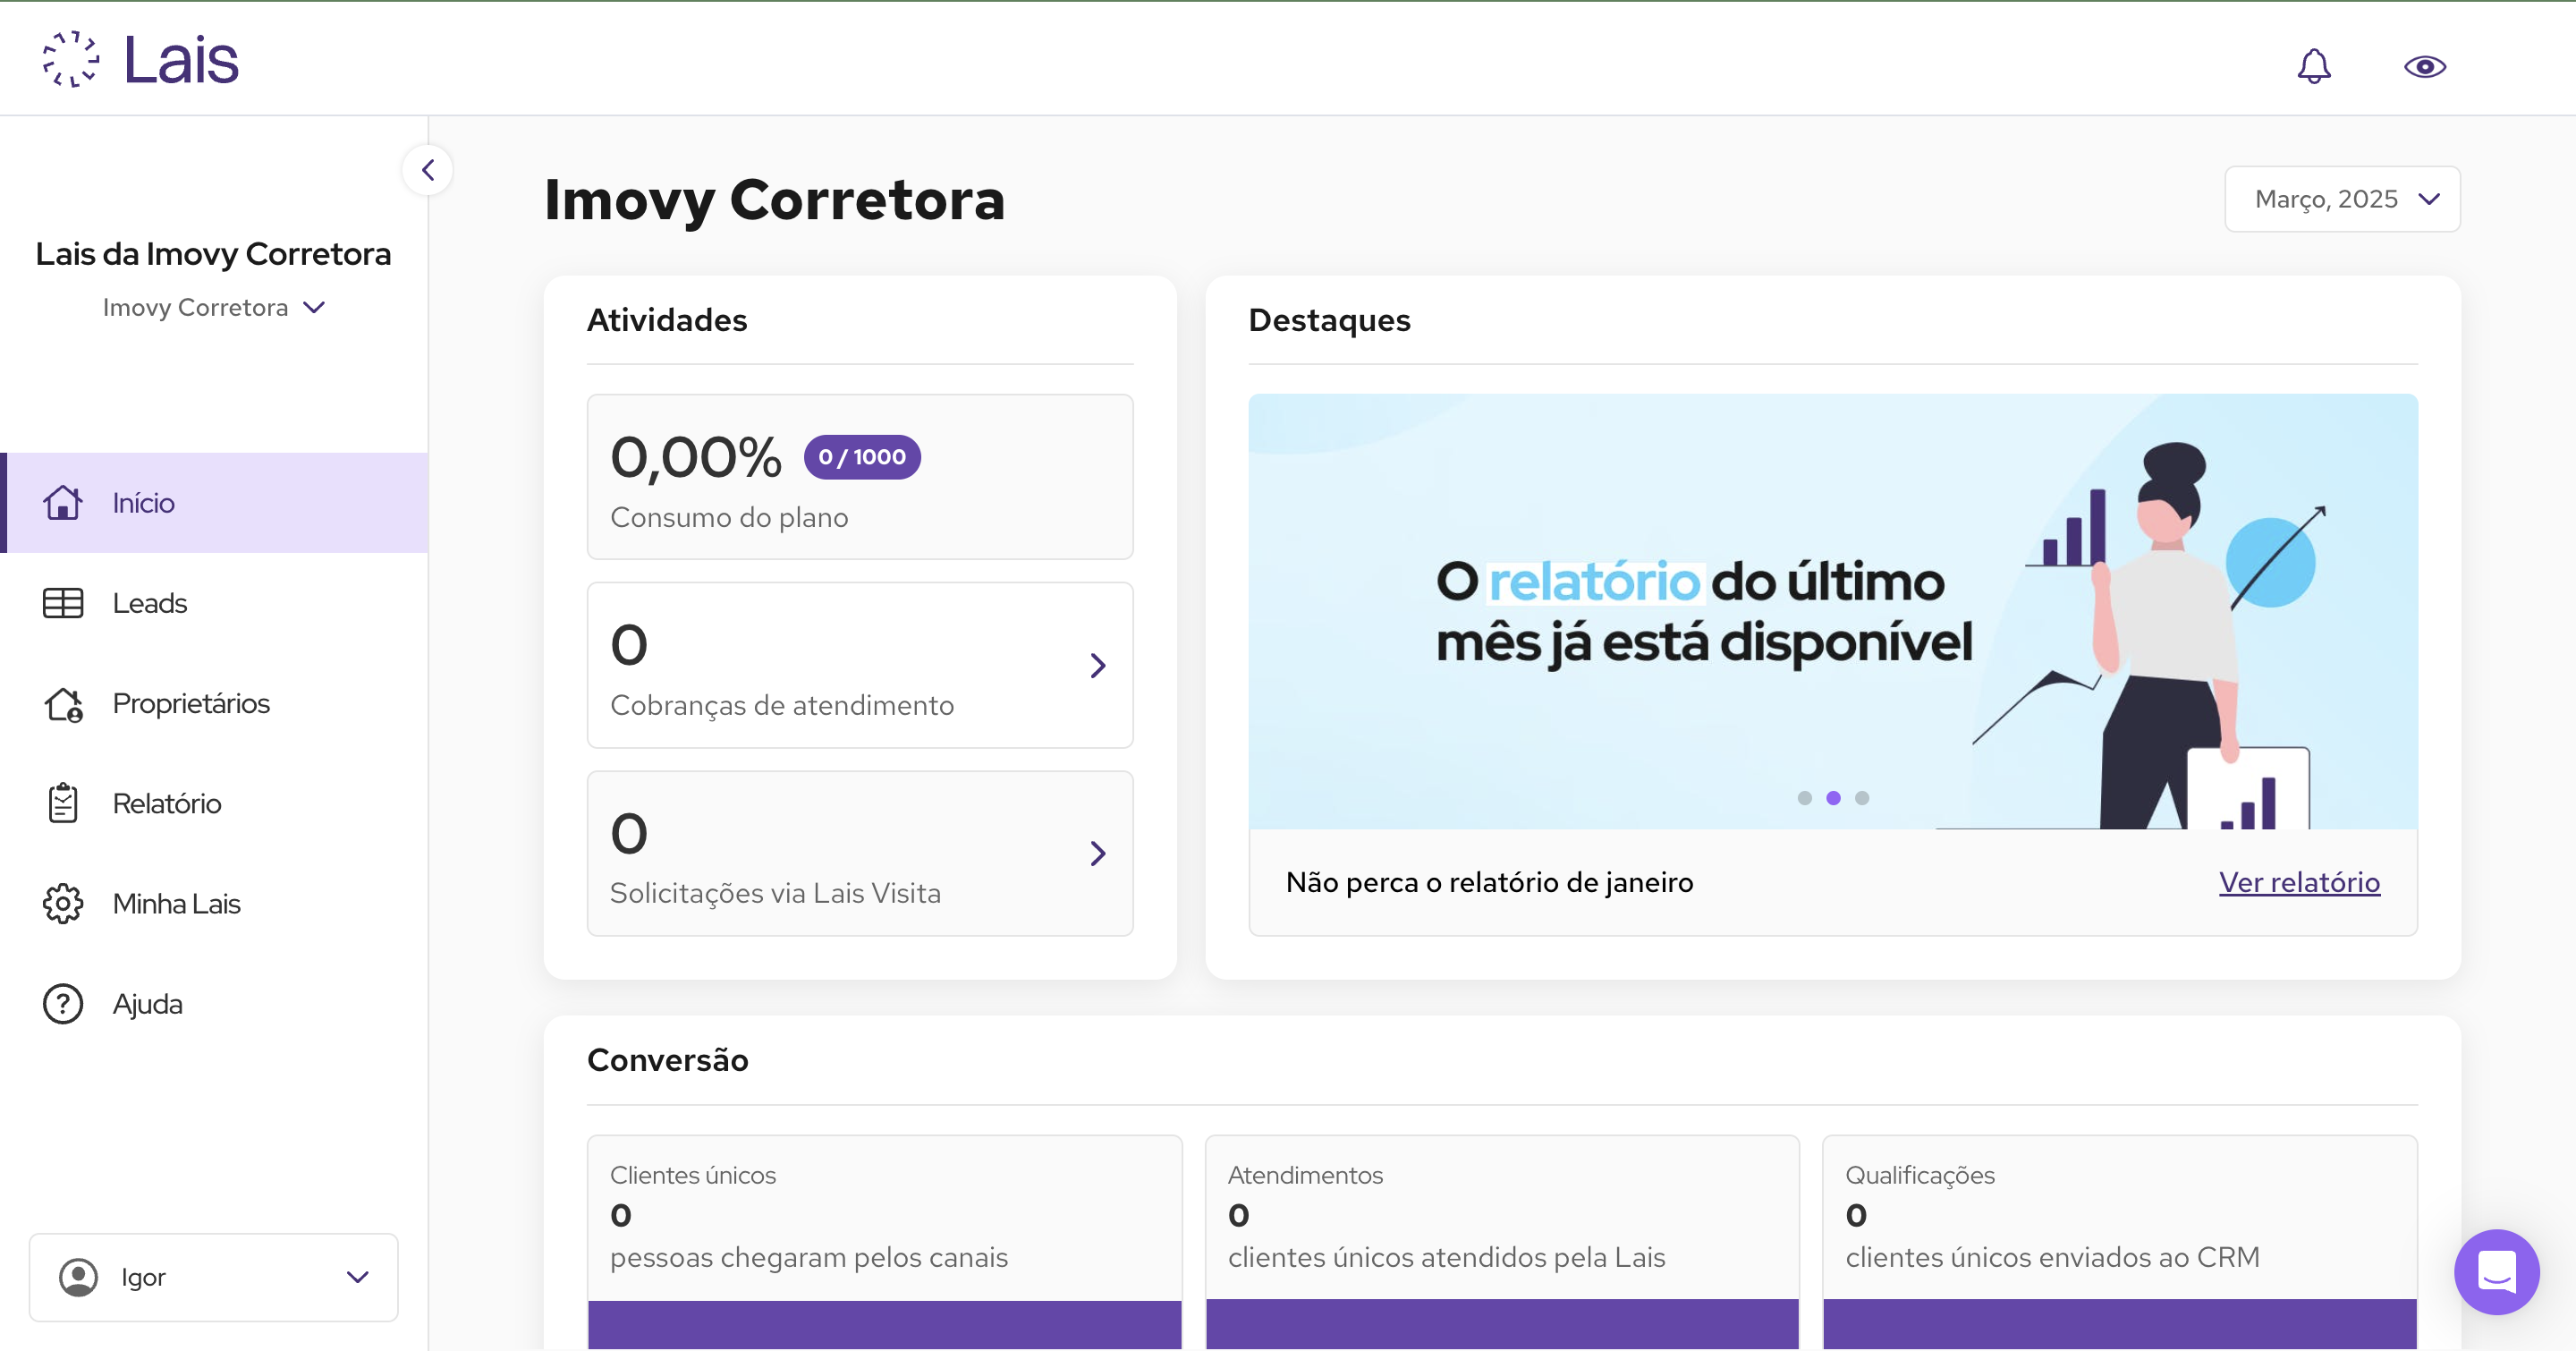 Lais
Lais da Imovy Corretora
Imovy Corretora
Início
Leads
Proprietários
Relatório
Minha Lais
? Ajuda
Igor
Imovy Corretora
Março, 2025
Atividades
0,00% 0 / 1000
Consumo do plano
0
Cobranças de atendimento
0
Solicitações via Lais Visita
Destaques
O relatório do último
mês já está disponível
Não perca o relatório de janeiro
Ver relatório
Conversão
Clientes únicos
0
pessoas chegaram pelos canais
Atendimentos
0
clientes únicos atendidos pela Lais
Qualificações
0
clientes únicos enviados ao CRM